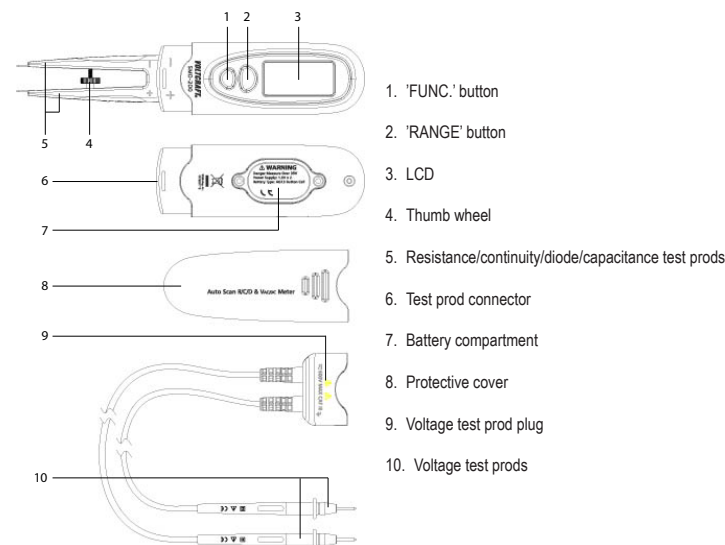 1 2 3
VOLTCRAFT
SMD-200
5 4
6
⚠ WARNING
7
8
Auto Scan R/C/D & VAC/DC Meter
9
10
1. 'FUNC.' button
2. 'RANGE' button
3. LCD
4. Thumb wheel
5. Resistance/continuity/diode/capacitance test prods
6. Test prod connector
7. Battery compartment
8. Protective cover
9. Voltage test prod plug
10. Voltage test prods